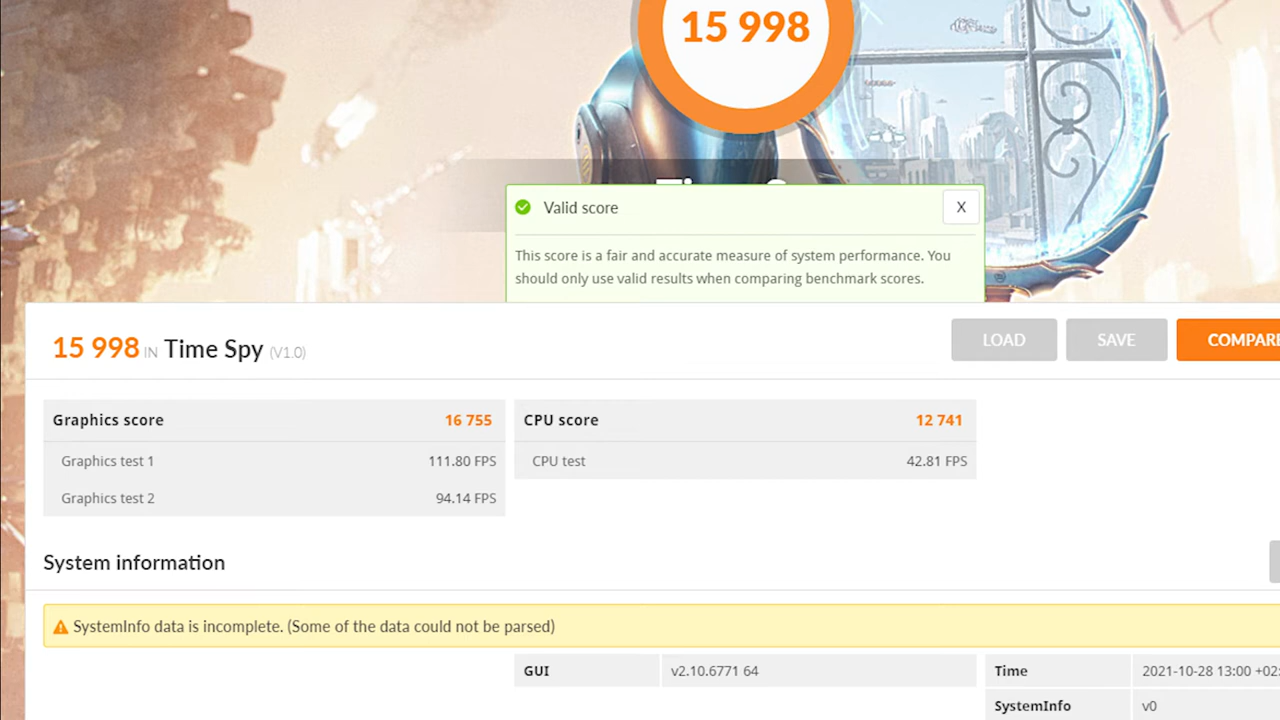 15 998
Valid score
X
This score is a fair and accurate measure of system performance. You
should only use valid results when comparing benchmark scores.
15 998 IN Time Spy (V1.0)
LOAD
SAVE
COMPARE
Graphics score
16 755
CPU score
12 741
Graphics test 1
111.80 FPS
CPU test
42.81 FPS
Graphics test 2
94.14 FPS
System information
SystemInfo data is incomplete. (Some of the data could not be parsed)
GUI
v2.10.6771 64
Time
2021-10-28 13:00 +02:
SystemInfo
v0